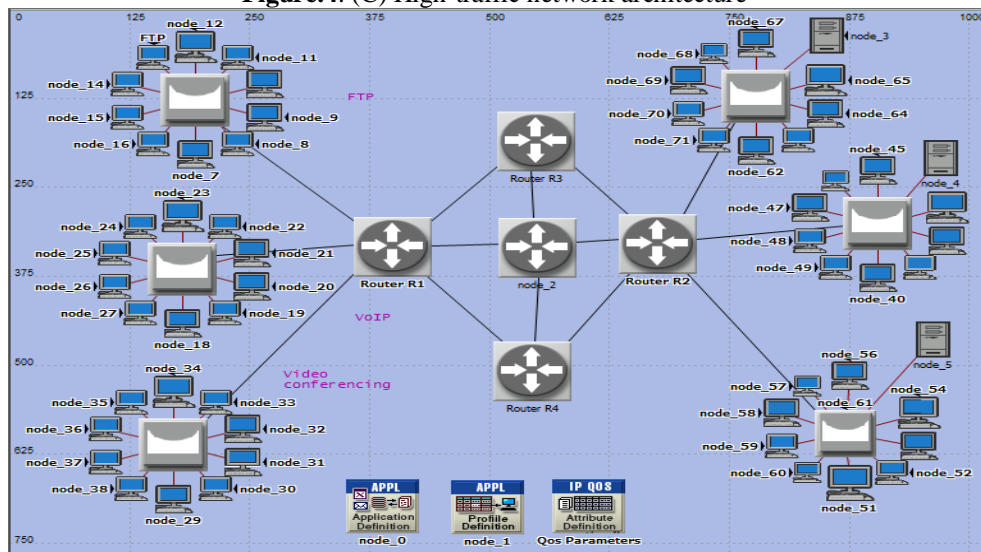 Figure.4. (C) High-traffic network architecture
0 125 250 375 500 625 750 875 1000
125
250
375
500
625
750
node_12
FTP
node_11
node_14
node_15
node_9
node_16
node_8
node_7
FTP
node_23
node_24
node_22
node_25
node_21
node_26
node_20
node_27
node_19
node_18
VoIP
Video
conferencing
node_34
node_35
node_33
node_36
node_32
node_37
node_31
node_38
node_30
node_29
Router R3
Router R1
node_2
Router R2
Router R4
node_67
node_68
node_3
node_69
node_65
node_70
node_64
node_71
node_62
node_45
node_4
node_47
node_48
node_49
node_40
node_5
node_56
node_57
node_54
node_61
node_58
node_59
node_60
node_52
node_51
APPL
Application
Definition
node_0
APPL
Profile
Definition
node_1
IP QOS
Attribute
Definition
Qos Parameters